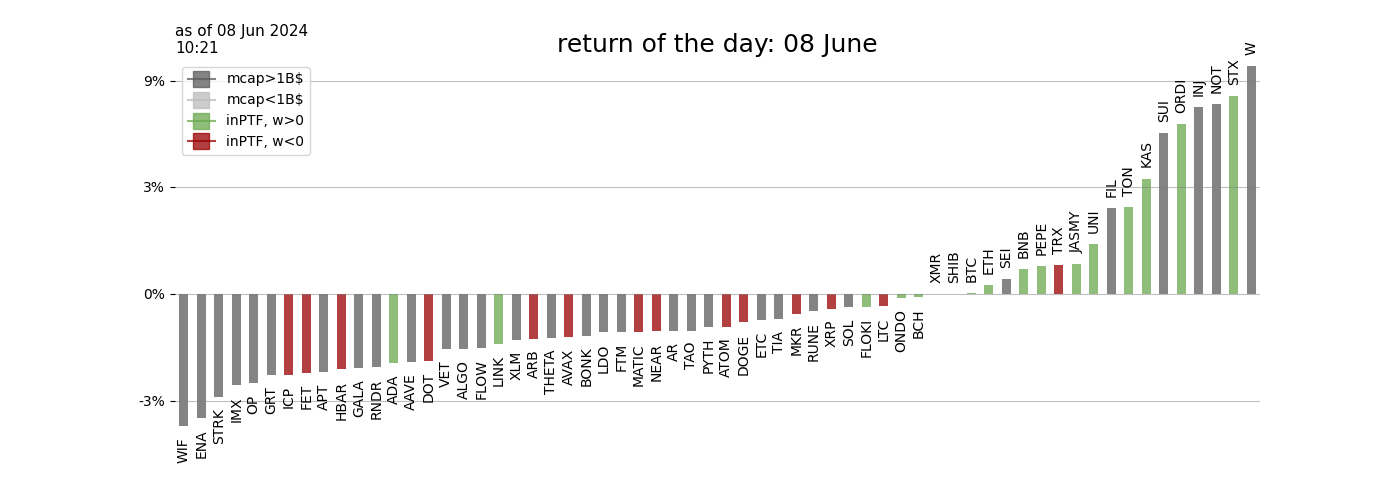 as of 08 Jun 2024
10:21
return of the day: 08 June
mcap>1B$
mcap<1B$
inPTF, w>0
inPTF, w<0
9%
3%
0%
-3%
WIF
ENA
STRK
IMX
OP
GRT
ICP
FET
APT
HBAR
GALA
RNDR
ADA
AAVE
DOT
VET
ALGO
FLOW
LINK
XLM
ARB
THETA
AVAX
BONK
LDO
FTM
MATIC
NEAR
AR
TAO
PYTH
ATOM
DOGE
ETC
TIA
MKR
RUNE
XRP
SOL
FLOKI
LTC
ONDO
BCH
XMR
SHIB
BTC
ETH
SEI
BNB
PEPE
TRX
JASMY
UNI
FIL
TON
KAS
SUI
ORDI
INJ
NOT
STX
W